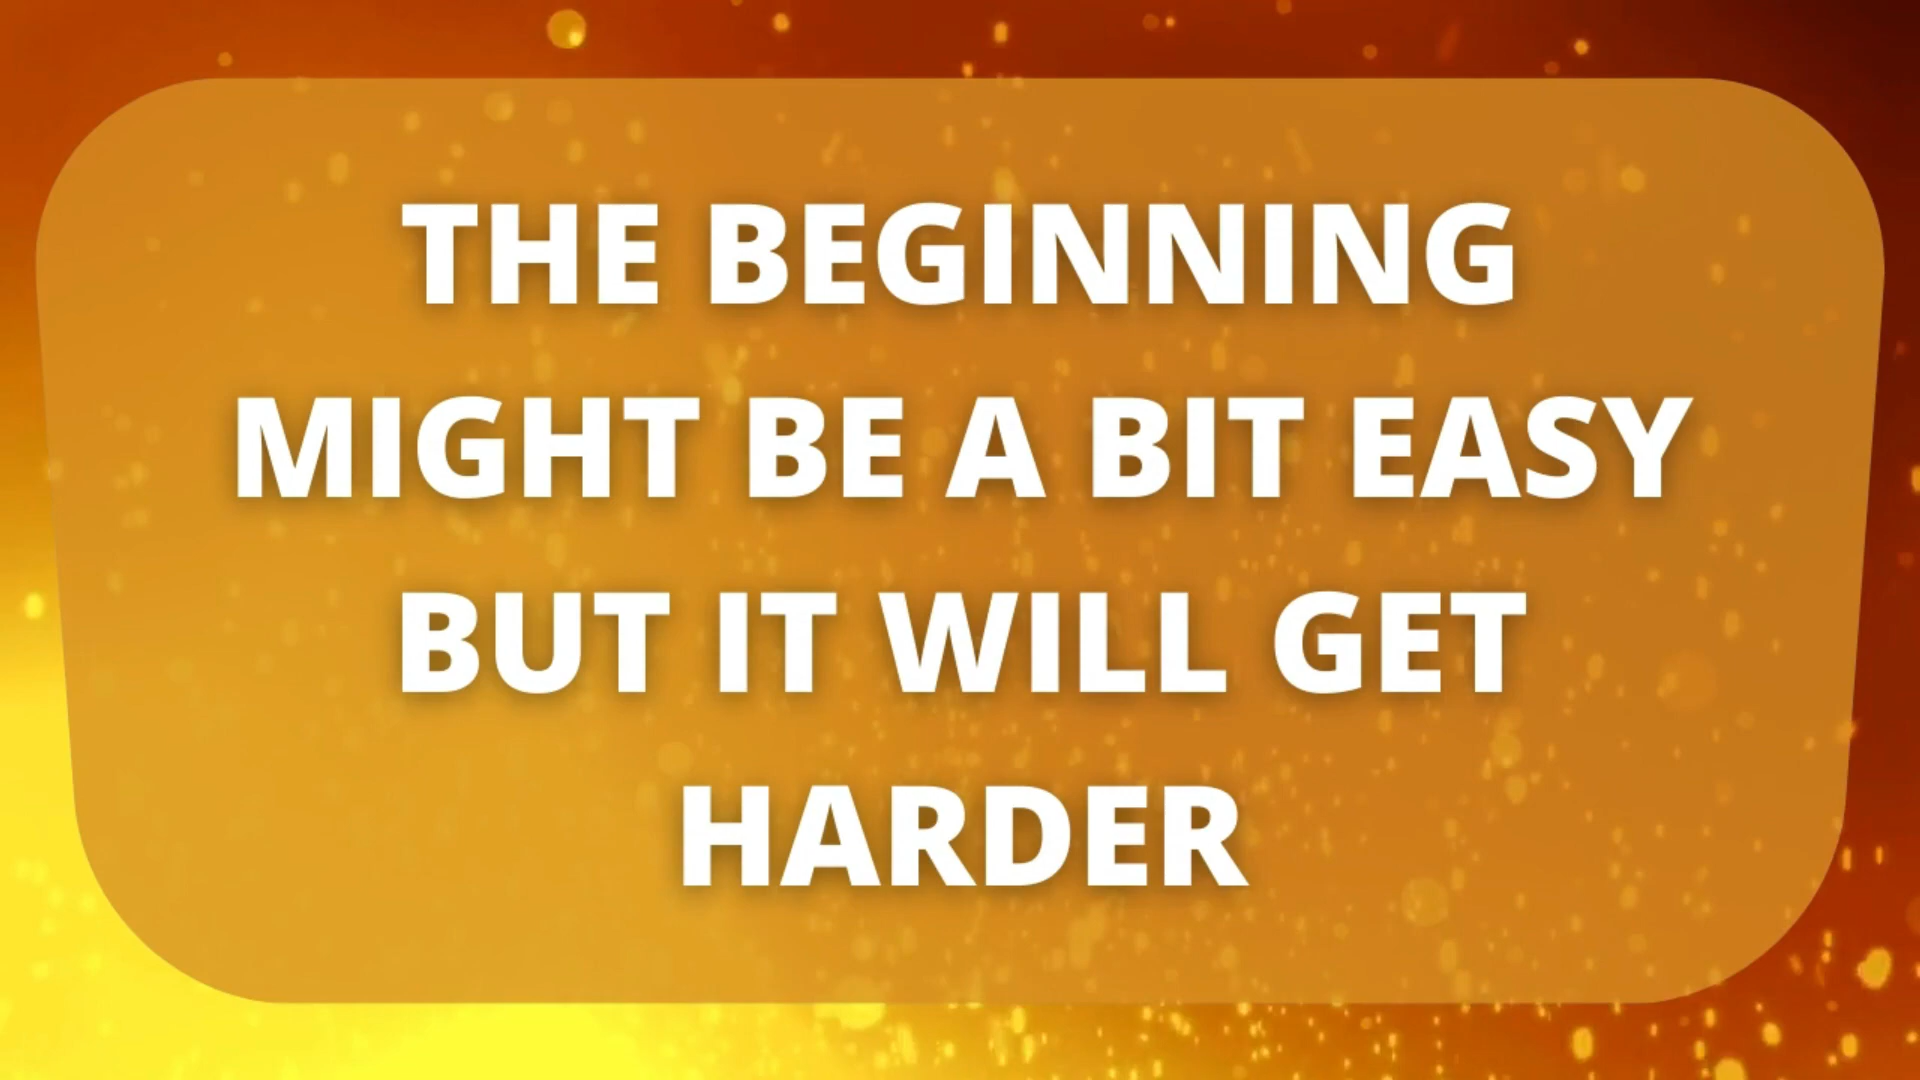 THE BEGINNING
MIGHT BE A BIT EASY
BUT IT WILL GET
HARDER